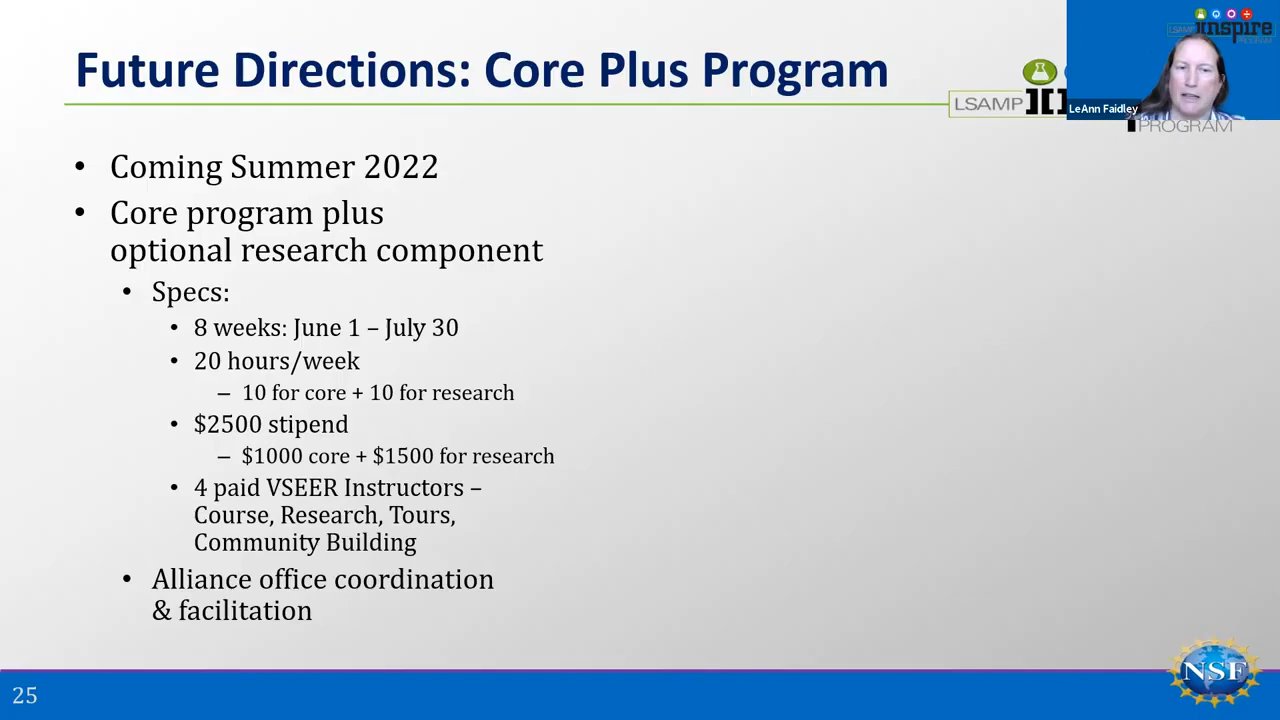 Future Directions: Core Plus Program
LSAMP
PROGRAM
LSAMP
inspire
PROGRAM
LeAnn Faidley
• Coming Summer 2022
• Core program plus
optional research component
• Specs:
• 8 weeks: June 1 – July 30
• 20 hours/week
– 10 for core + 10 for research
• $2500 stipend
– $1000 core + $1500 for research
• 4 paid VSEER Instructors –
Course, Research, Tours,
Community Building
• Alliance office coordination
& facilitation
25
NSF